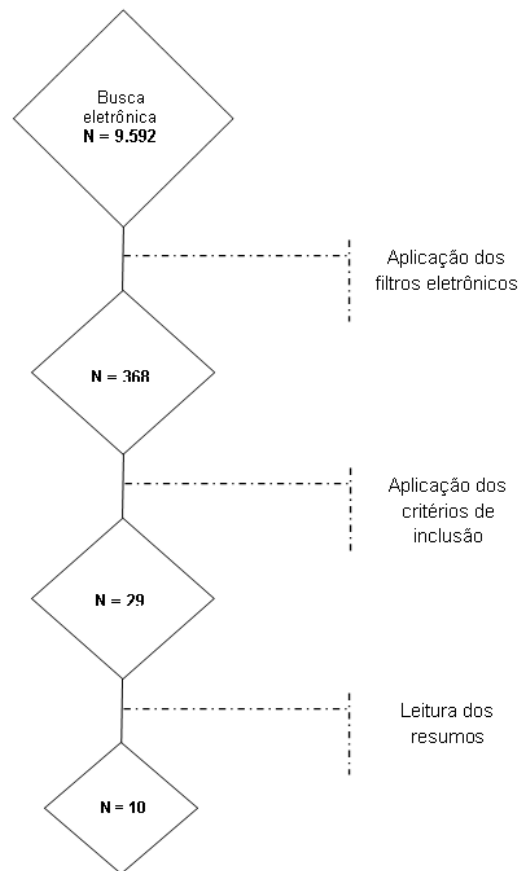 Busca
eletrônica
N = 9.592
Aplicação dos
filtros eletrônicos
N = 368
Aplicação dos
critérios de
inclusão
N = 29
Leitura dos
resumos
N = 10